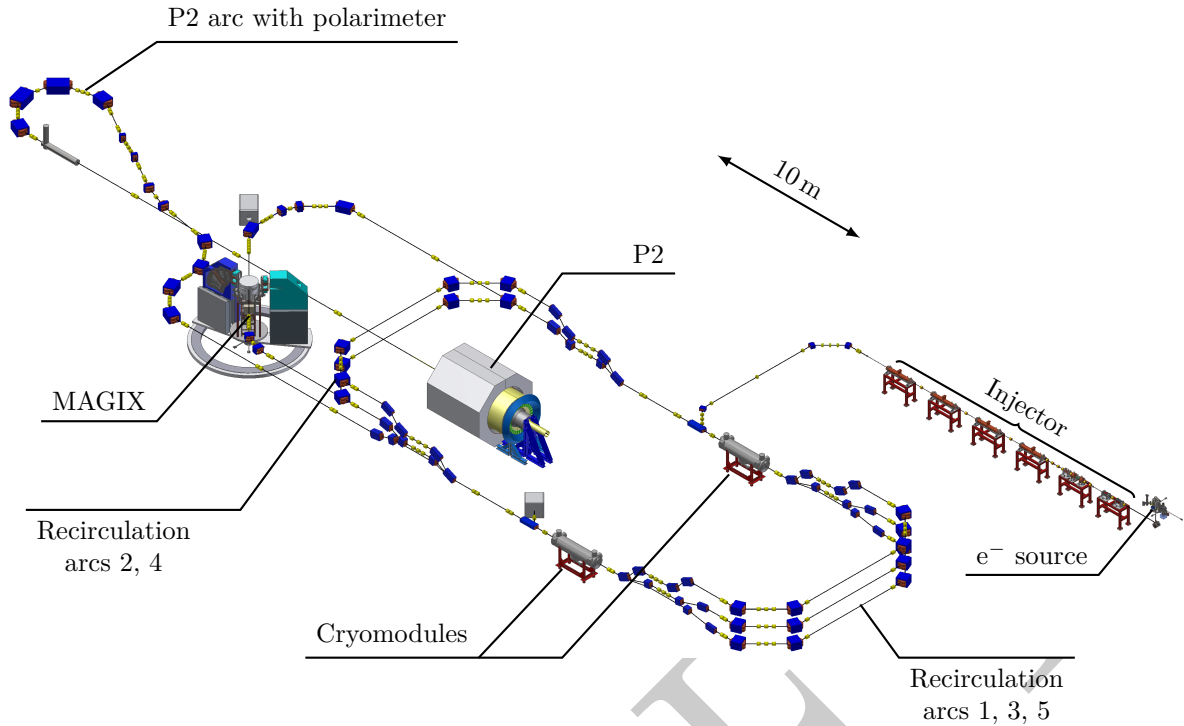 P2 arc with polarimeter
10 m
P2
MAGIX
Injector
Recirculation
arcs 2, 4
e⁻ source
Cryomodules
Recirculation
arcs 1, 3, 5